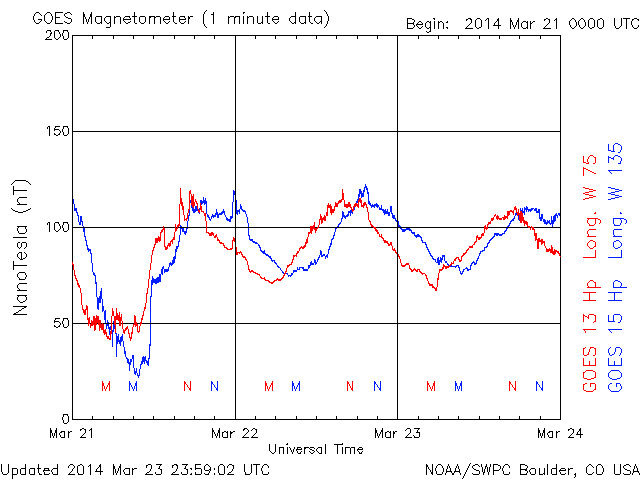 GOES Magnetometer (1 minute data)
Begin: 2014 Mar 21 0000 UTC
200
150
100
50
0
NanoTesla (nT)
M M N N M M N N M M N N
Mar 21 Mar 22 Mar 23 Mar 24
Universal Time
GOES 13 Hp Long. W 75
GOES 15 Hp Long. W 135
Updated 2014 Mar 23 23:59:02 UTC
NOAA/SWPC Boulder, CO USA